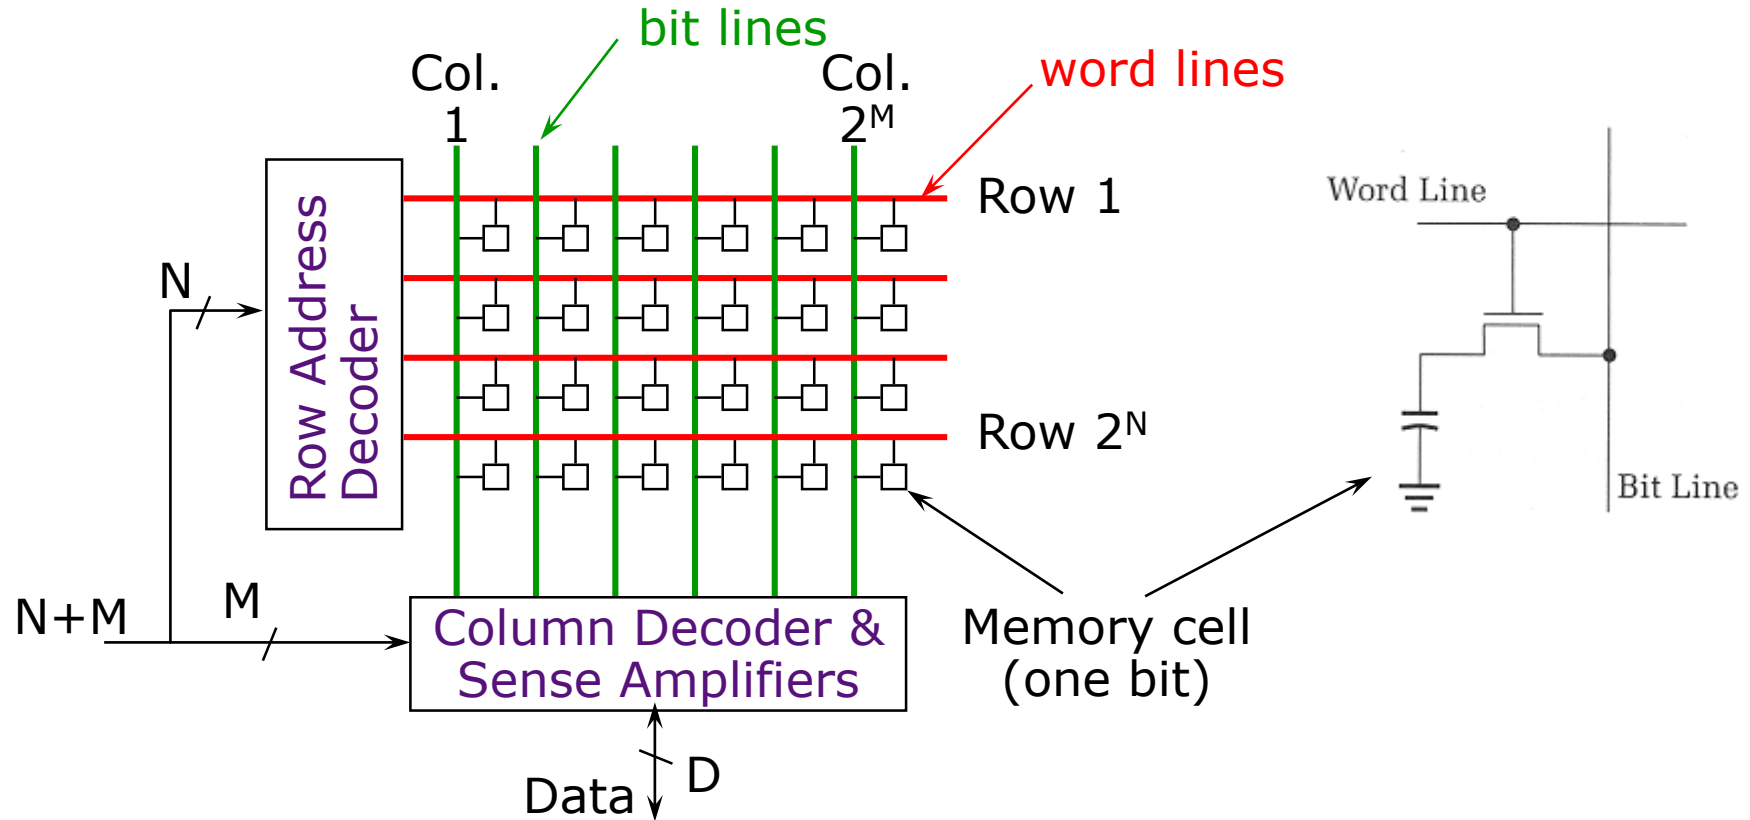 bit lines
Col.
1
Col.
2ᴹ
word lines
Row 1
Row Address
Decoder
N
Row 2ᴺ
N+M
M
Column Decoder &
Sense Amplifiers
Memory cell
(one bit)
Data
D
Word Line
Bit Line